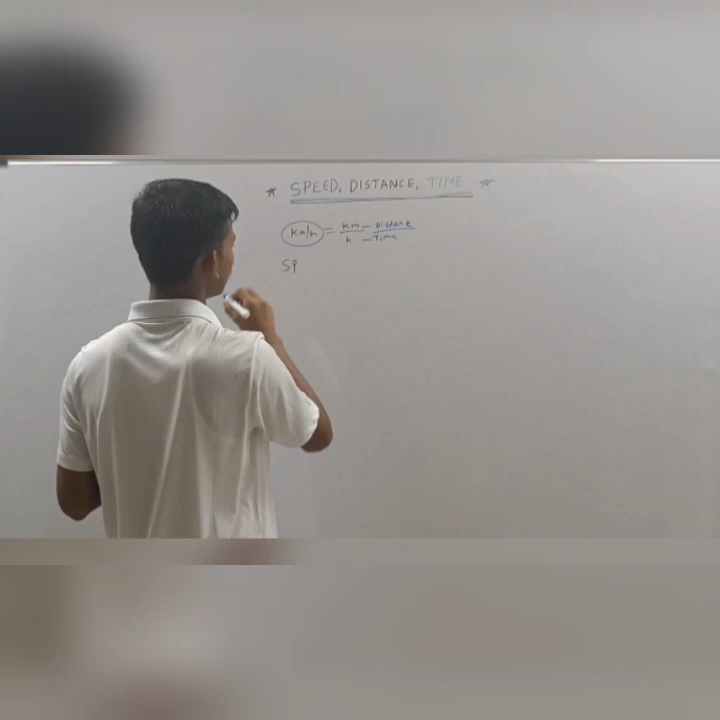 * SPEED, DISTANCE, TIME *
Km/h = Km/h — Distance/Time
SP